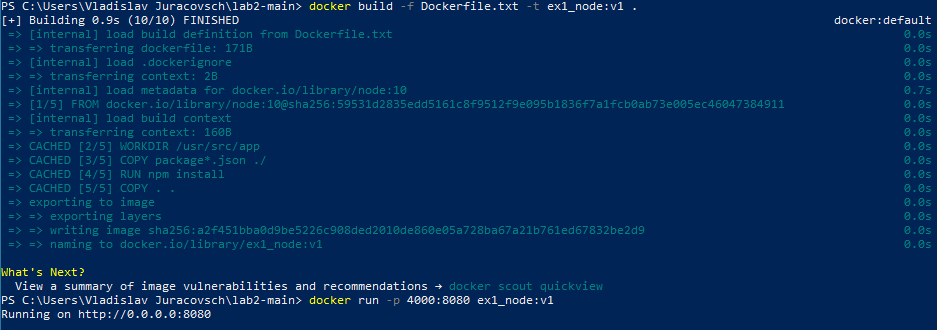 PS C:\Users\Vladislav Juracovsch\lab2-main> docker build -f Dockerfile.txt -t ex1_node:v1 .
[+] Building 0.9s (10/10) FINISHED docker:default
=> [internal] load build definition from Dockerfile.txt 0.0s
=> => transferring dockerfile: 171B 0.0s
=> [internal] load .dockerignore 0.0s
=> => transferring context: 2B 0.0s
=> [internal] load metadata for docker.io/library/node:10 0.7s
=> [1/5] FROM docker.io/library/node:10@sha256:59531d2835edd5161c8f9512f9e095b1836f7a1fcb0ab73e005ec46047384911 0.0s
=> [internal] load build context 0.0s
=> => transferring context: 160B 0.0s
=> CACHED [2/5] WORKDIR /usr/src/app 0.0s
=> CACHED [3/5] COPY package*.json ./ 0.0s
=> CACHED [4/5] RUN npm install 0.0s
=> CACHED [5/5] COPY . . 0.0s
=> exporting to image 0.0s
=> => exporting layers 0.0s
=> => writing image sha256:a2f451bba0d9be5226c908ded2010de860e05a728ba67a21b761ed67832be2d9 0.0s
=> => naming to docker.io/library/ex1_node:v1 0.0s
What's Next?
View a summary of image vulnerabilities and recommendations → docker scout quickview
PS C:\Users\Vladislav Juracovsch\lab2-main> docker run -p 4000:8080 ex1_node:v1
Running on http://0.0.0.0:8080